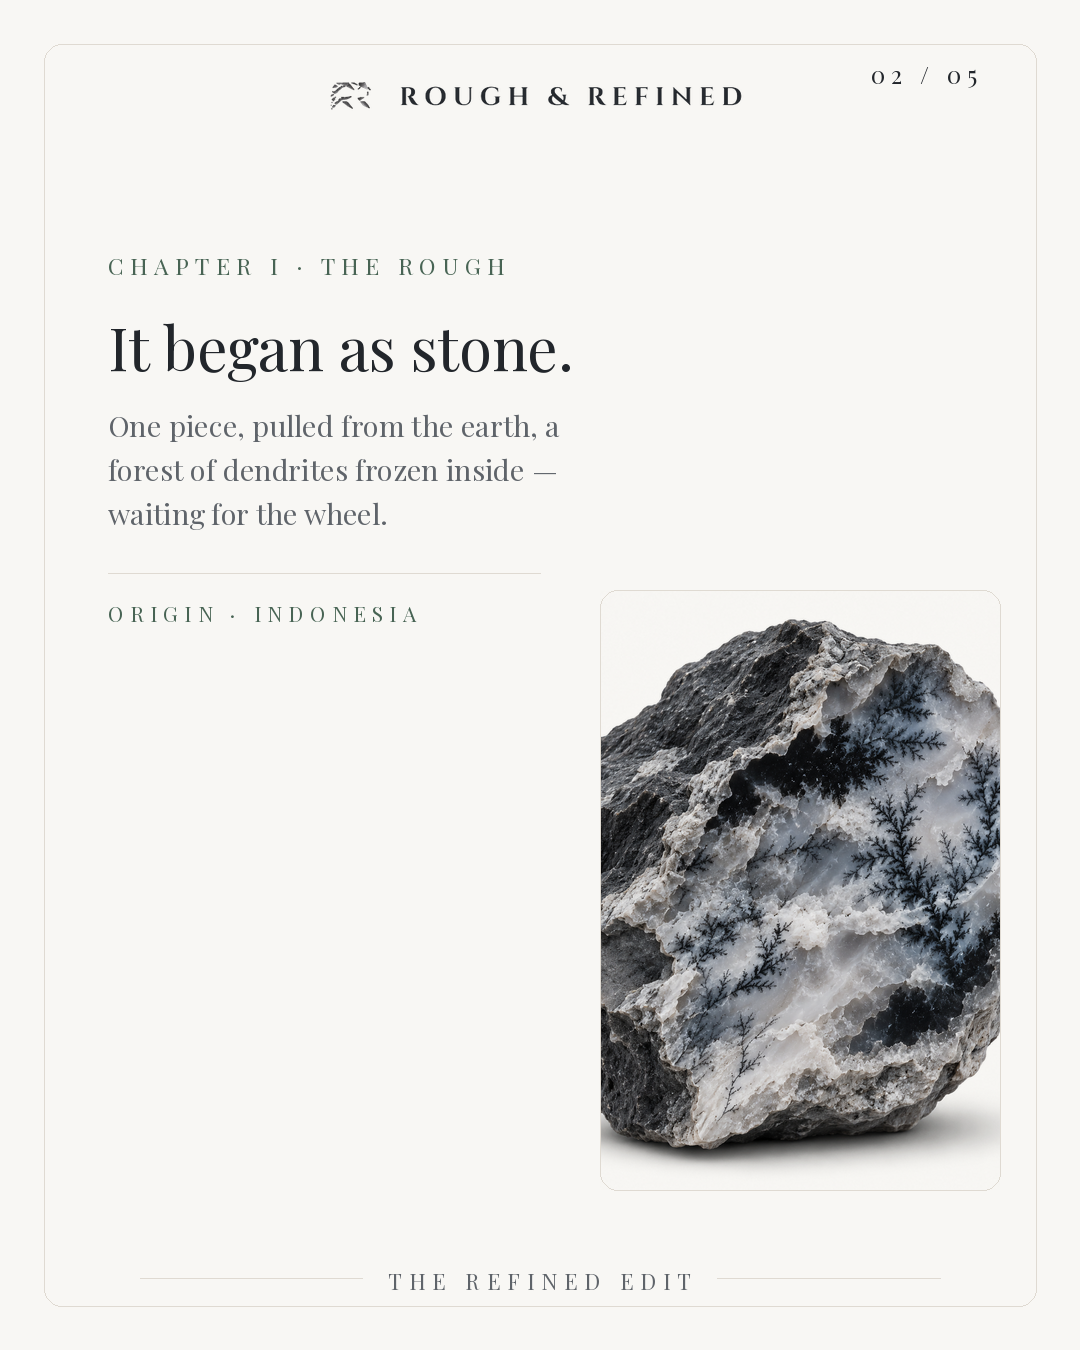 ROUGH & REFINED
02 / 05
CHAPTER I · THE ROUGH
It began as stone.
One piece, pulled from the earth, a
forest of dendrites frozen inside —
waiting for the wheel.
ORIGIN · INDONESIA
THE REFINED EDIT